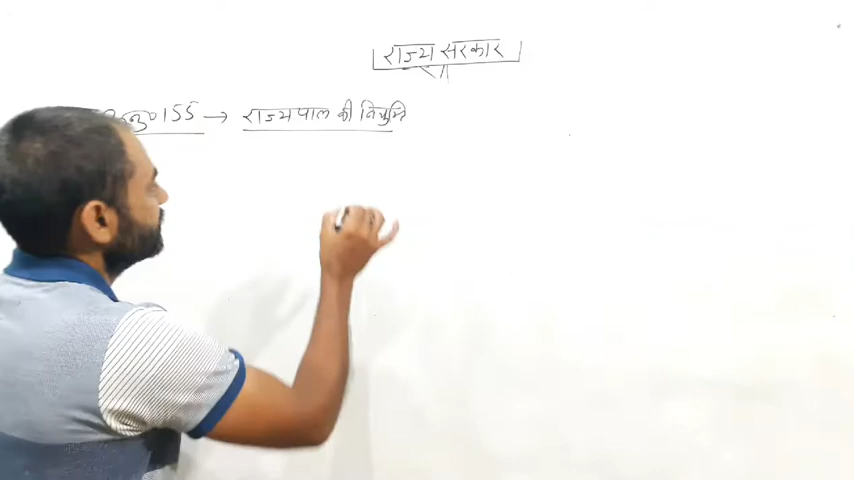 राज्य सरकार
155 → राज्यपाल की नियुक्ति